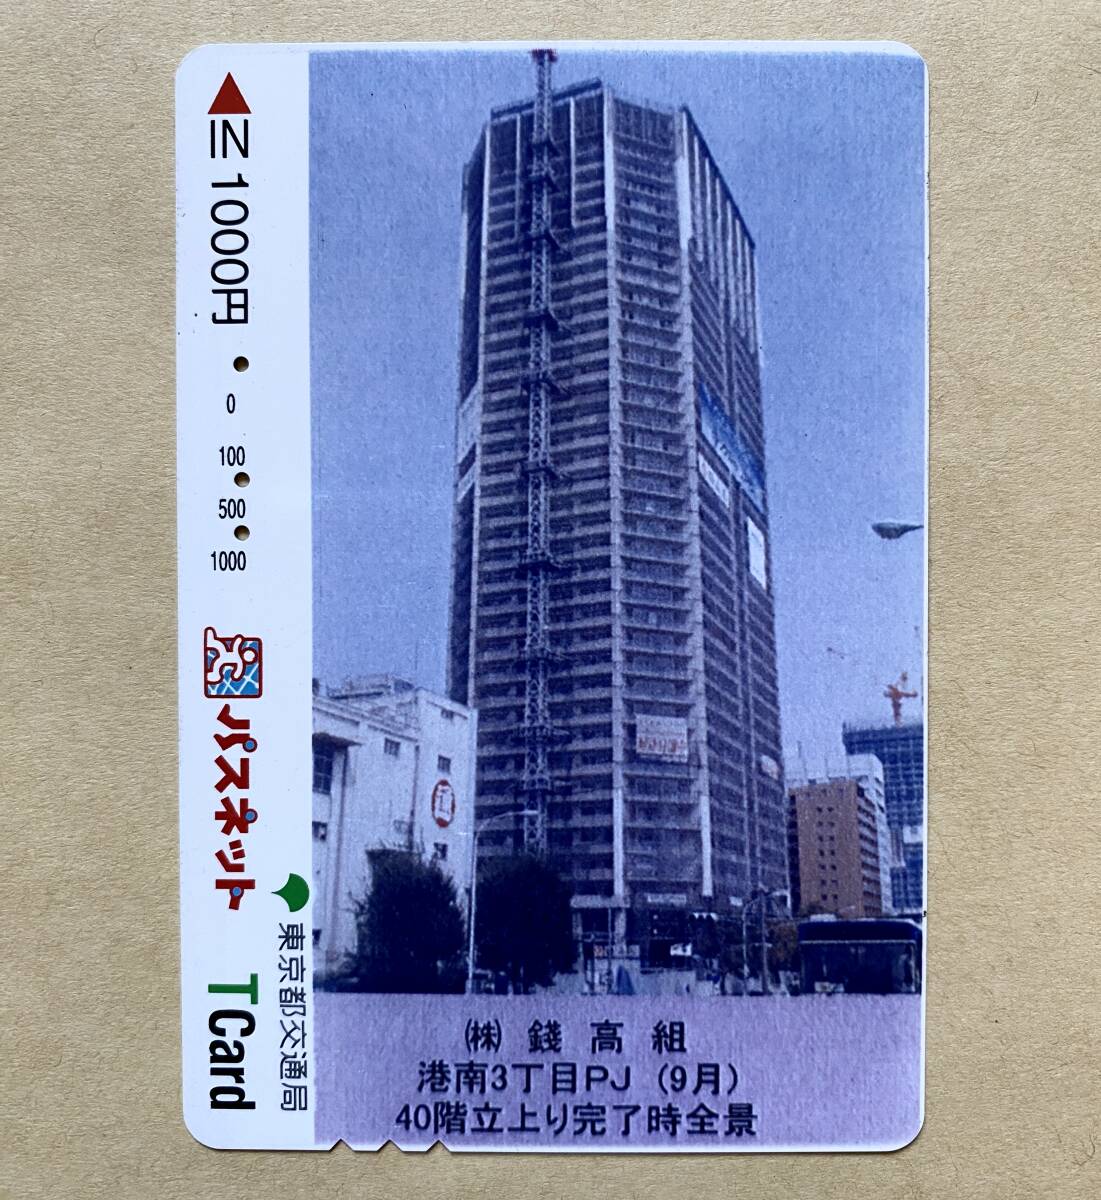 IN 1000円
0
100
500
1000
パスネット
東京都交通局
T Card
㈱ 錢高組
港南3丁目PJ (9月)
40階立上り完了時全景